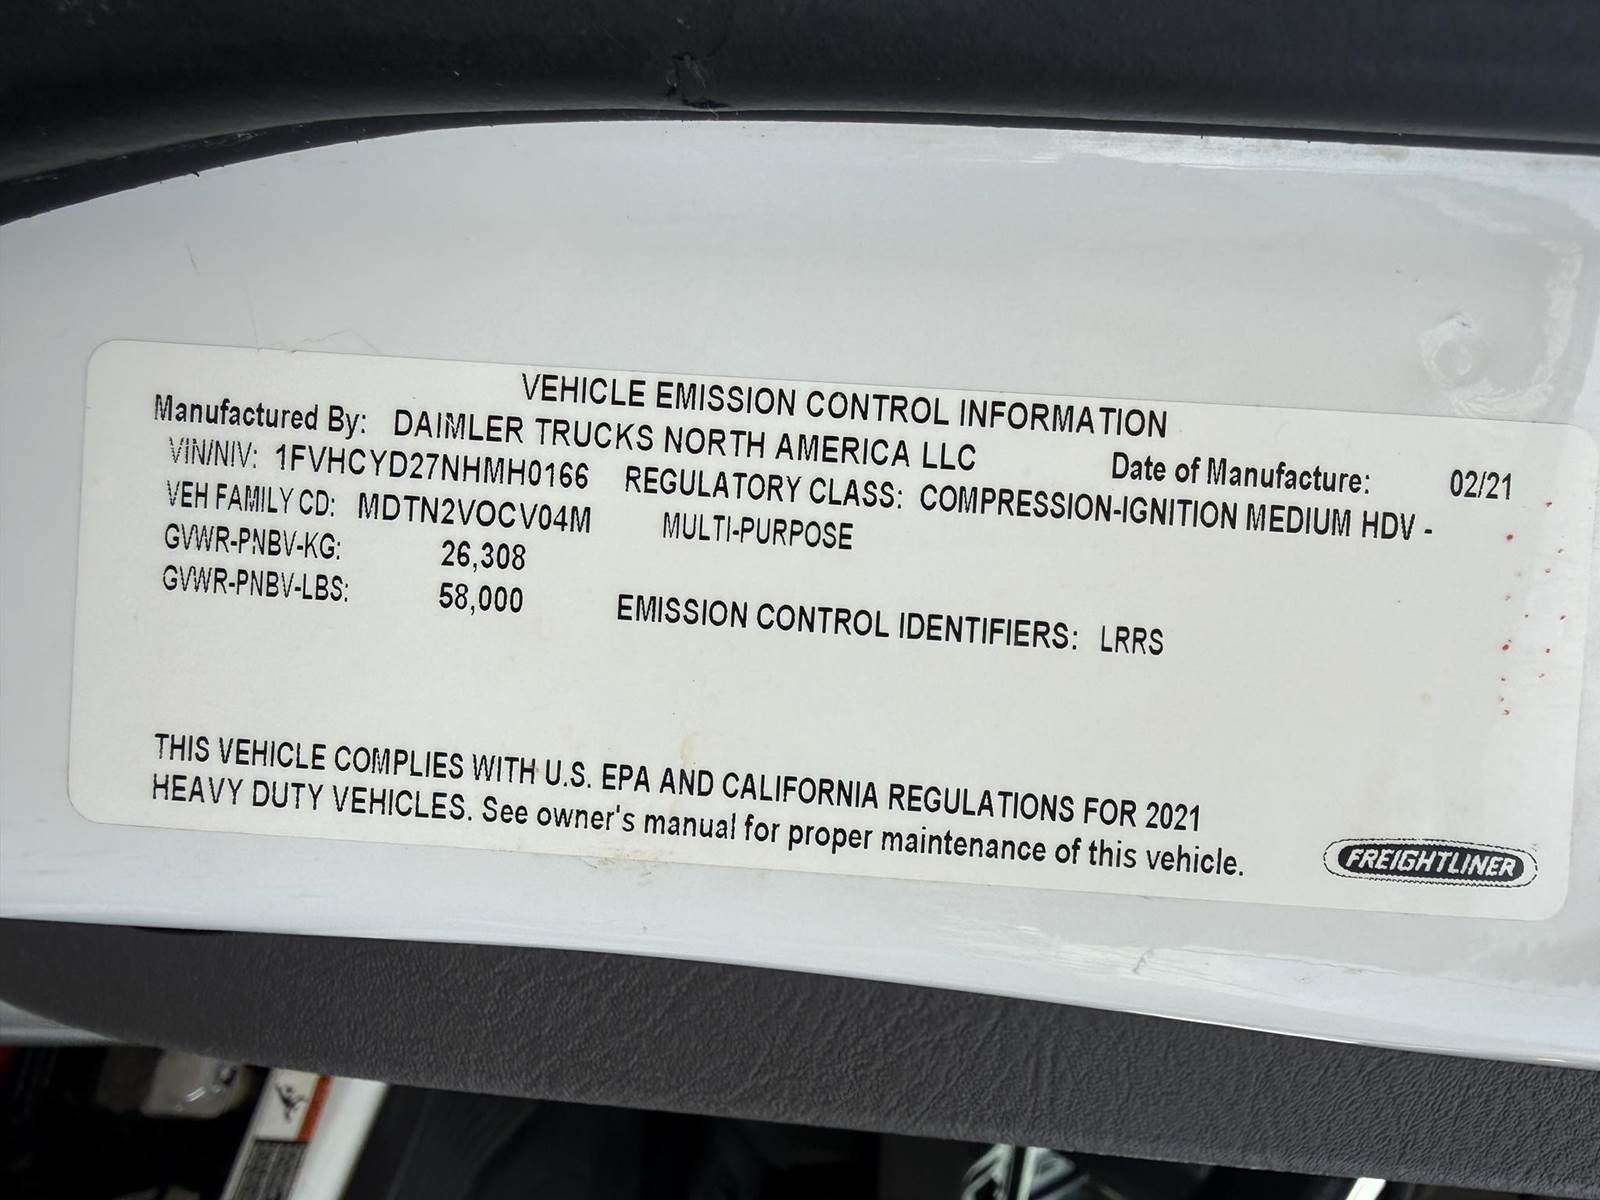 VEHICLE EMISSION CONTROL INFORMATION
Manufactured By: DAIMLER TRUCKS NORTH AMERICA LLC Date of Manufacture: 02/21
VIN/NIV: 1FVHCYD27NHMH0166 REGULATORY CLASS: COMPRESSION-IGNITION MEDIUM HDV -
VEH FAMILY CD: MDTN2VOCV04M MULTI-PURPOSE
GVWR-PNBV-KG: 26,308
GVWR-PNBV-LBS: 58,000 EMISSION CONTROL IDENTIFIERS: LRRS
THIS VEHICLE COMPLIES WITH U.S. EPA AND CALIFORNIA REGULATIONS FOR 2021
HEAVY DUTY VEHICLES. See owner's manual for proper maintenance of this vehicle.
FREIGHTLINER